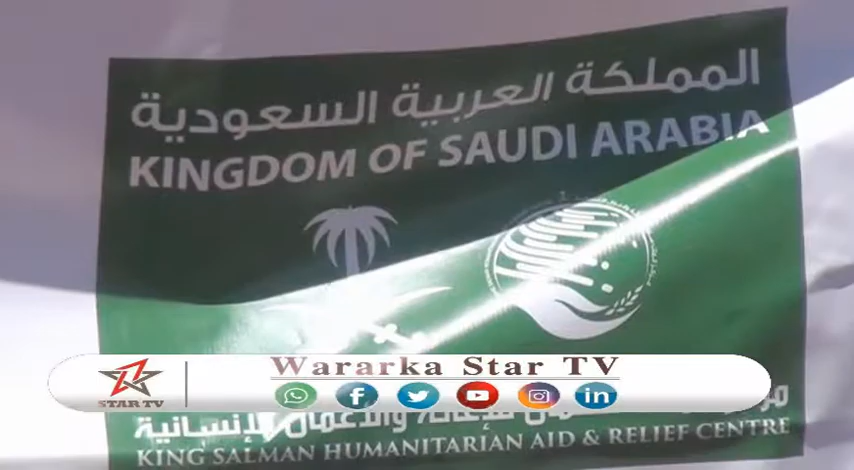 المملكة العربية السعودية
KINGDOM OF SAUDI ARABIA
Wararka Star TV
STAR TV
والأعمال الإنسانية
KING SALMAN HUMANITARIAN AID & RELIEF CENTRE